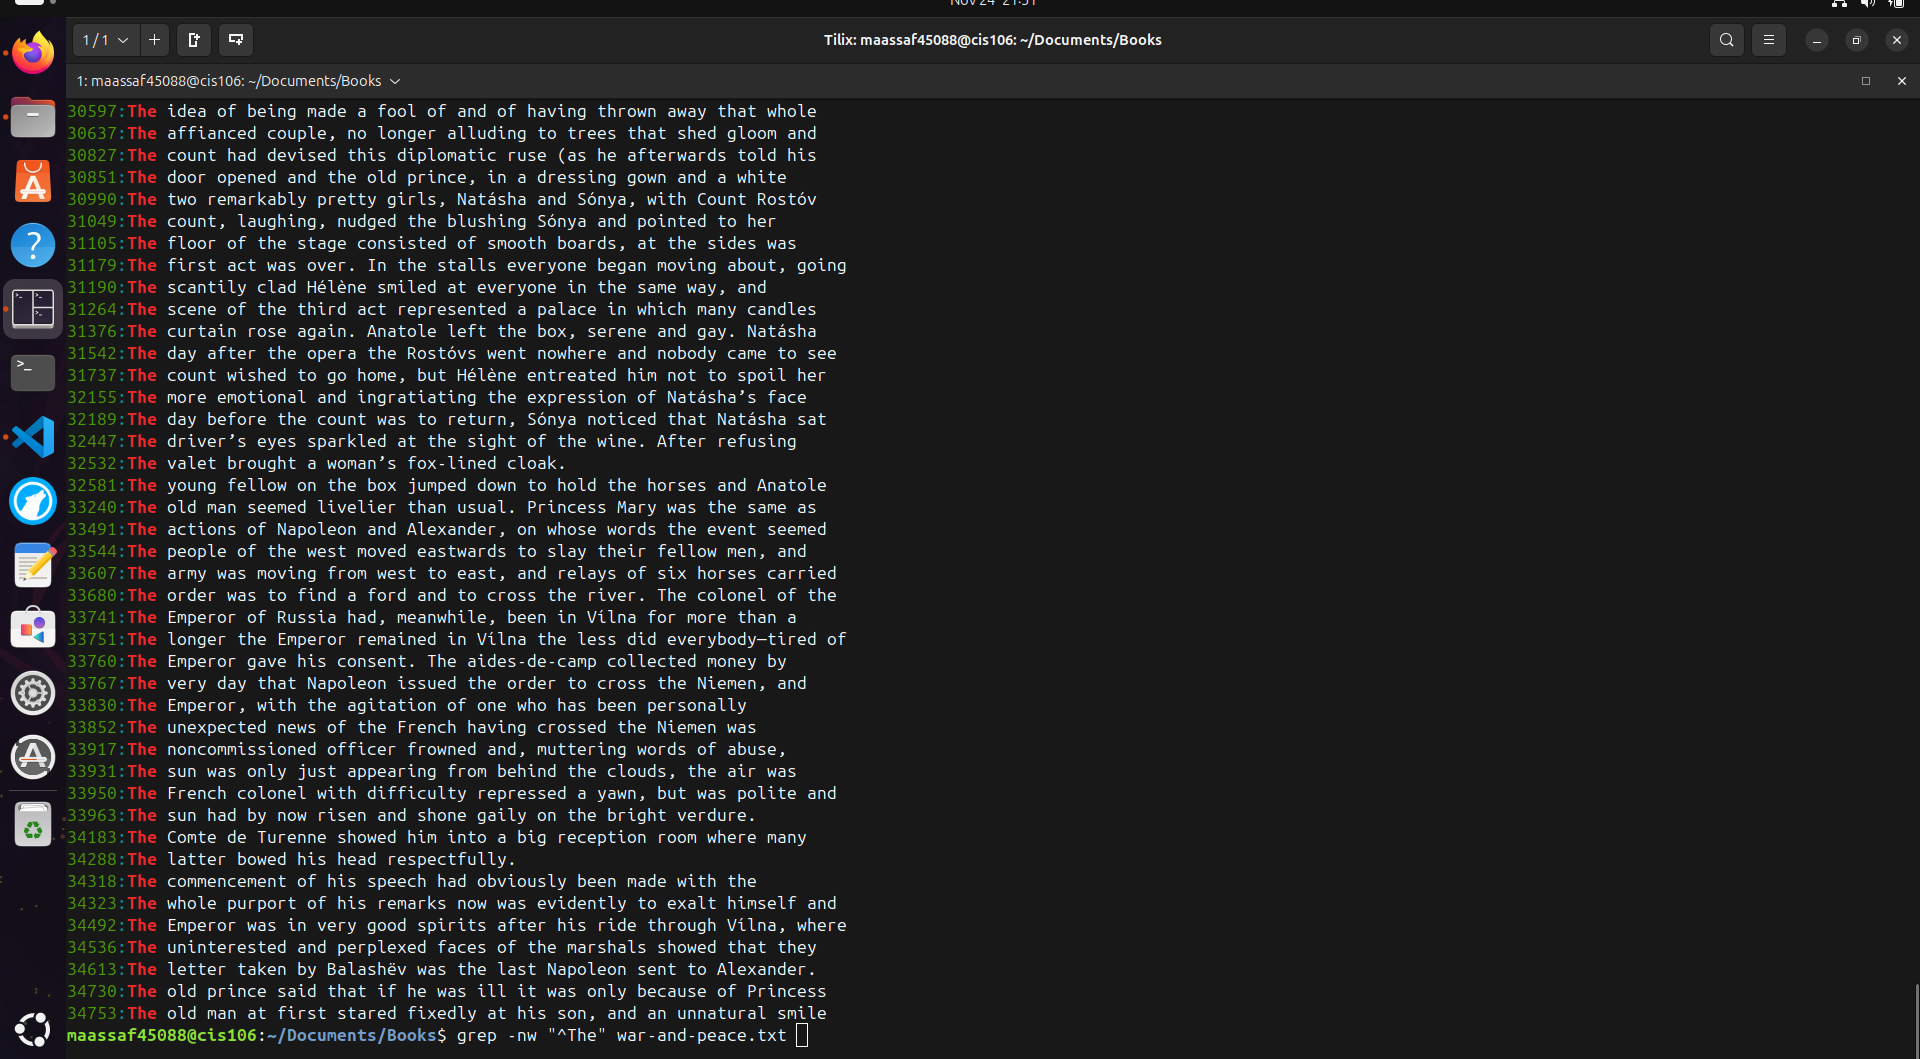 Nov 24 21:51
1 / 1
Tilix: maassaf45088@cis106: ~/Documents/Books
1: maassaf45088@cis106: ~/Documents/Books
30597:The idea of being made a fool of and of having thrown away that whole
30637:The affianced couple, no longer alluding to trees that shed gloom and
30827:The count had devised this diplomatic ruse (as he afterwards told his
30851:The door opened and the old prince, in a dressing gown and a white
30990:The two remarkably pretty girls, Natásha and Sónya, with Count Rostóv
31049:The count, laughing, nudged the blushing Sónya and pointed to her
31105:The floor of the stage consisted of smooth boards, at the sides was
31179:The first act was over. In the stalls everyone began moving about, going
31190:The scantily clad Hélène smiled at everyone in the same way, and
31264:The scene of the third act represented a palace in which many candles
31376:The curtain rose again. Anatole left the box, serene and gay. Natásha
31542:The day after the opera the Rostóvs went nowhere and nobody came to see
31737:The count wished to go home, but Hélène entreated him not to spoil her
32155:The more emotional and ingratiating the expression of Natásha’s face
32189:The day before the count was to return, Sónya noticed that Natásha sat
32447:The driver’s eyes sparkled at the sight of the wine. After refusing
32532:The valet brought a woman’s fox-lined cloak.
32581:The young fellow on the box jumped down to hold the horses and Anatole
33240:The old man seemed livelier than usual. Princess Mary was the same as
33491:The actions of Napoleon and Alexander, on whose words the event seemed
33544:The people of the west moved eastwards to slay their fellow men, and
33607:The army was moving from west to east, and relays of six horses carried
33680:The order was to find a ford and to cross the river. The colonel of the
33741:The Emperor of Russia had, meanwhile, been in Vílna for more than a
33751:The longer the Emperor remained in Vílna the less did everybody—tired of
33760:The Emperor gave his consent. The aides-de-camp collected money by
33767:The very day that Napoleon issued the order to cross the Niemen, and
33830:The Emperor, with the agitation of one who has been personally
33852:The unexpected news of the French having crossed the Niemen was
33917:The noncommissioned officer frowned and, muttering words of abuse,
33931:The sun was only just appearing from behind the clouds, the air was
33950:The French colonel with difficulty repressed a yawn, but was polite and
33963:The sun had by now risen and shone gaily on the bright verdure.
34183:The Comte de Turenne showed him into a big reception room where many
34288:The latter bowed his head respectfully.
34318:The commencement of his speech had obviously been made with the
34323:The whole purport of his remarks now was evidently to exalt himself and
34492:The Emperor was in very good spirits after his ride through Vílna, where
34536:The uninterested and perplexed faces of the marshals showed that they
34613:The letter taken by Balashëv was the last Napoleon sent to Alexander.
34730:The old prince said that if he was ill it was only because of Princess
34753:The old man at first stared fixedly at his son, and an unnatural smile
maassaf45088@cis106:~/Documents/Books$ grep -nw "^The" war-and-peace.txt